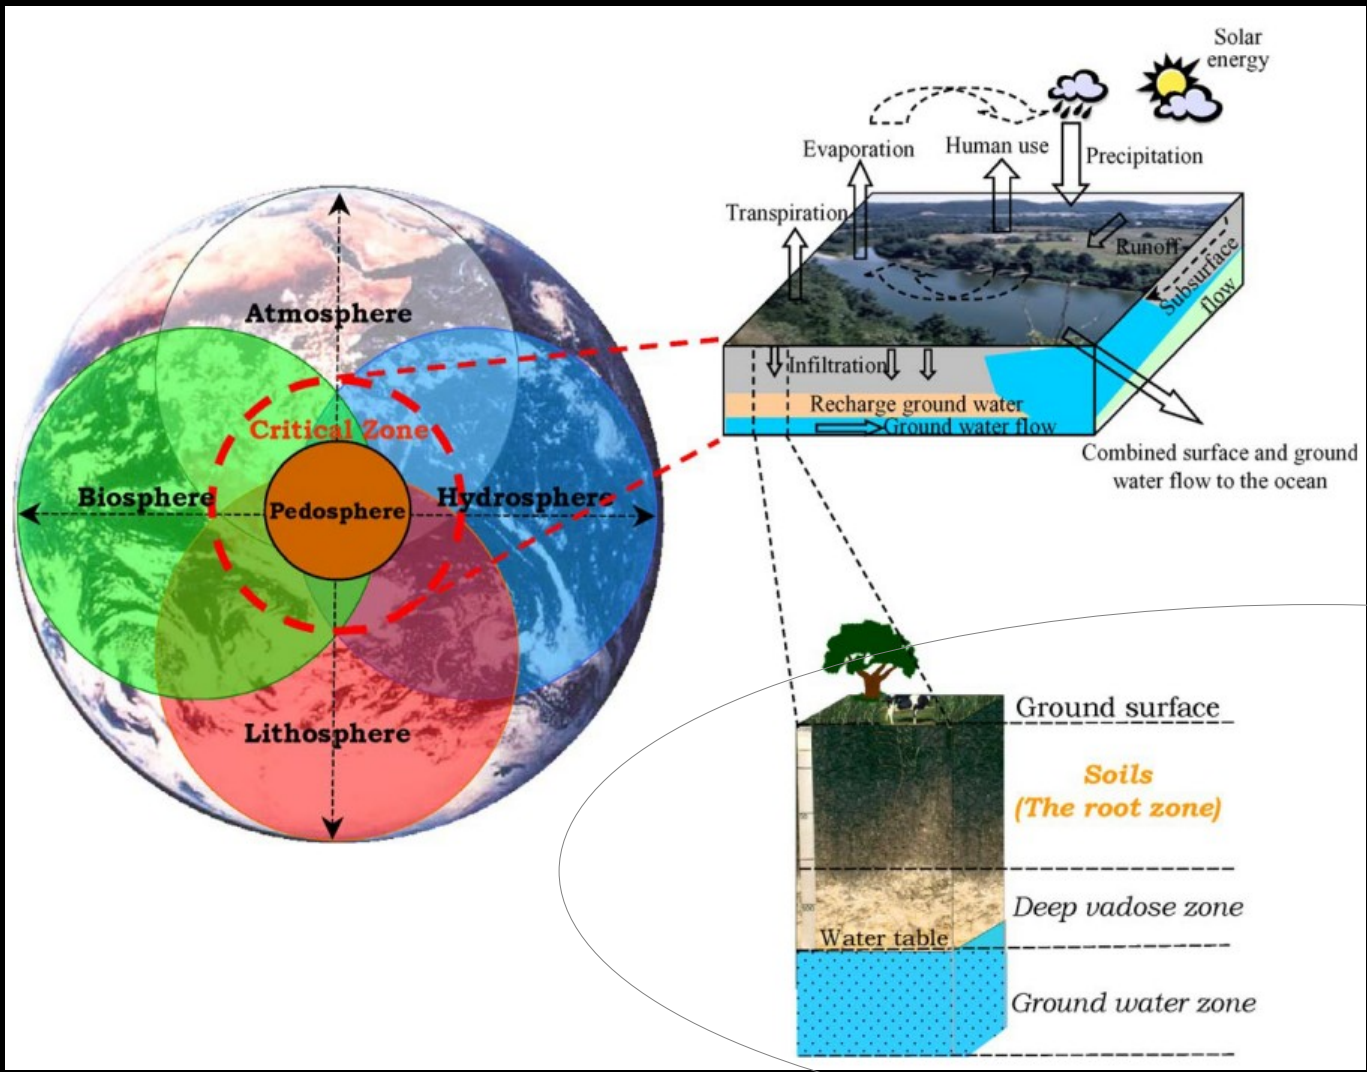 Solar
energy
Evaporation
Human use
Precipitation
Transpiration
Runoff
Subsurface
flow
Infiltration
Recharge ground water
Ground water flow
Combined surface and ground
water flow to the ocean
Atmosphere
Critical Zone
Biosphere
Hydrosphere
Pedosphere
Lithosphere
Ground surface
Soils
(The root zone)
Deep vadose zone
Water table
Ground water zone